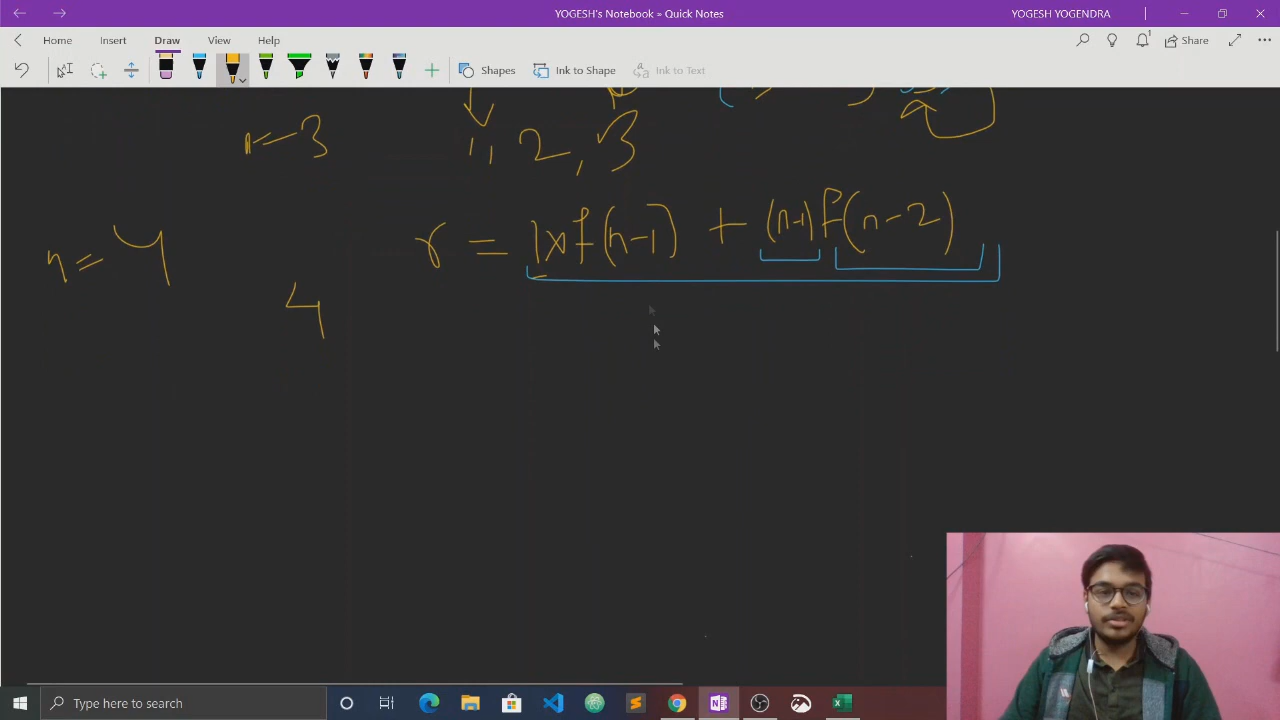 YOGESH's Notebook » Quick Notes
YOGESH YOGENDRA
Home Insert Draw View Help
Share
Shapes Ink to Shape Ink to Text
n=3
1, 2, 3
n=4
r = 1xf(n-1) + (n-1)f(n-2)
4
Type here to search